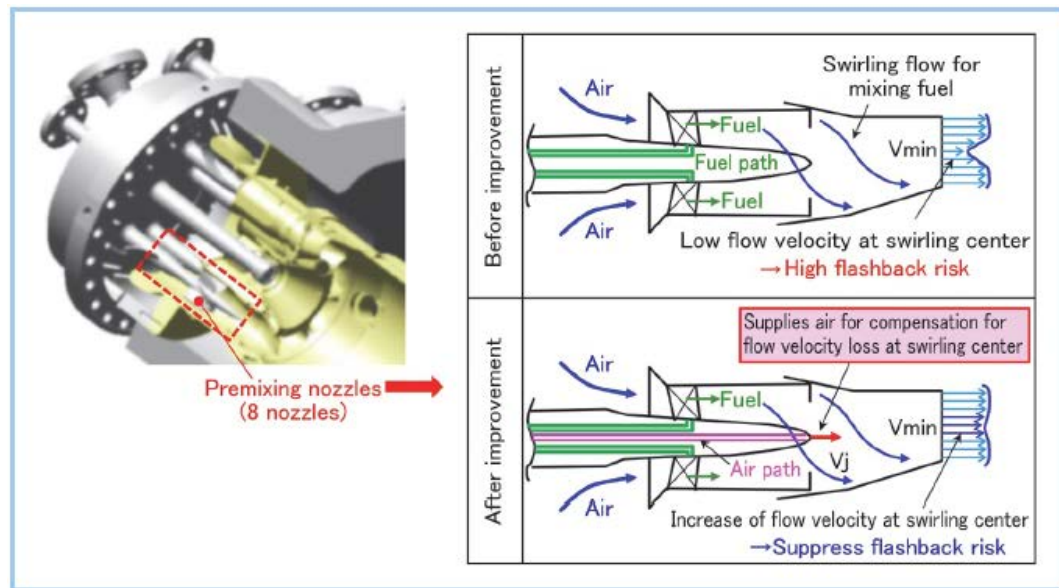 Premixing nozzles
(8 nozzles)
Before improvement
Air
Fuel
Swirling flow for
mixing fuel
Fuel path
Vmin
Fuel
Air
Low flow velocity at swirling center
→High flashback risk
After improvement
Supplies air for compensation for
flow velocity loss at swirling center
Air
Fuel
Vmin
Vj
Air path
Air
Increase of flow velocity at swirling center
→Suppress flashback risk